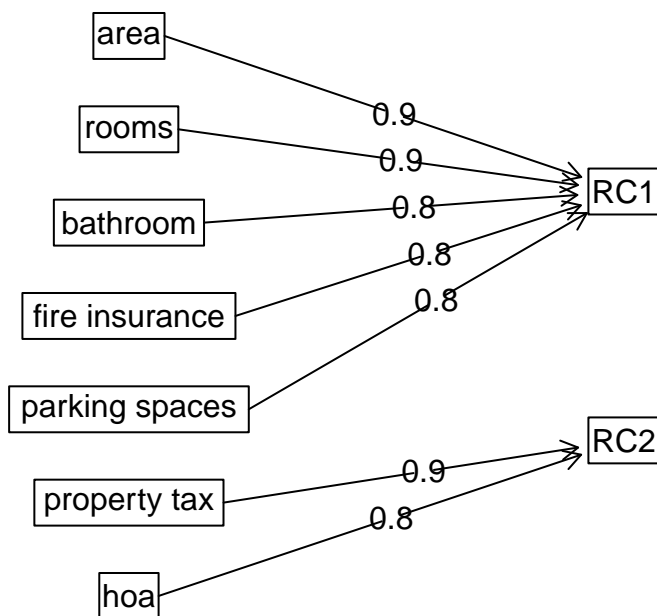 area
0.9
rooms
0.9
RC1
bathroom
0.8
fire insurance
0.8
parking spaces
0.8
RC2
property tax
0.9
hoa
0.8